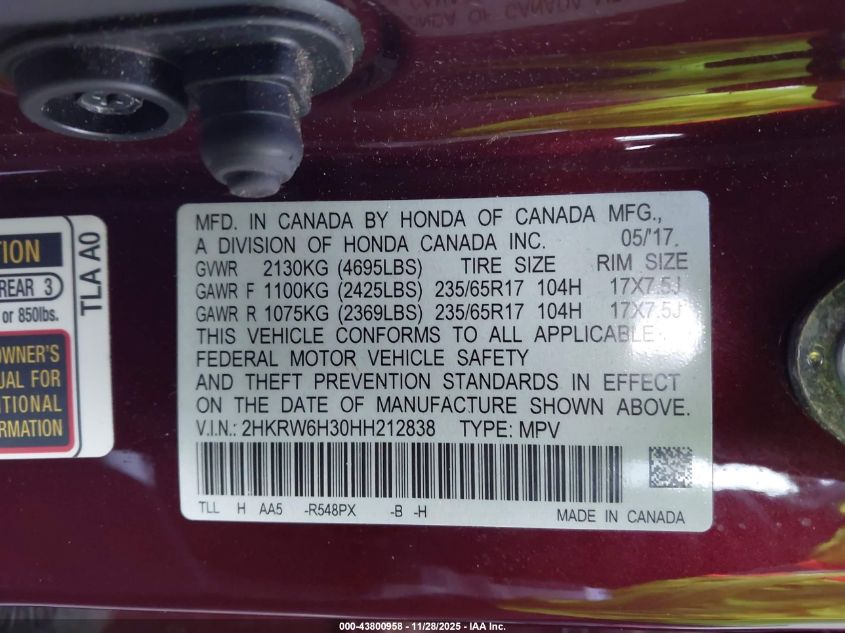 MFD. IN CANADA BY HONDA OF CANADA MFG.,
A DIVISION OF HONDA CANADA INC. 05/'17.
GVWR 2130KG (4695LBS) TIRE SIZE RIM SIZE
GAWR F 1100KG (2425LBS) 235/65R17 104H 17X7.5J
GAWR R 1075KG (2369LBS) 235/65R17 104H 17X7.5J
THIS VEHICLE CONFORMS TO ALL APPLICABLE
FEDERAL MOTOR VEHICLE SAFETY
AND THEFT PREVENTION STANDARDS IN EFFECT
ON THE DATE OF MANUFACTURE SHOWN ABOVE.
V.I.N.: 2HKRW6H30HH212838 TYPE: MPV
TLL H AA5 -R548PX -B -H
MADE IN CANADA
TION
REAR 3
or 850lbs.
OWNER'S
UAL FOR
ITIONAL
FORMATION
TLA A0
000-43800958 - 11/28/2025 - IAA Inc.